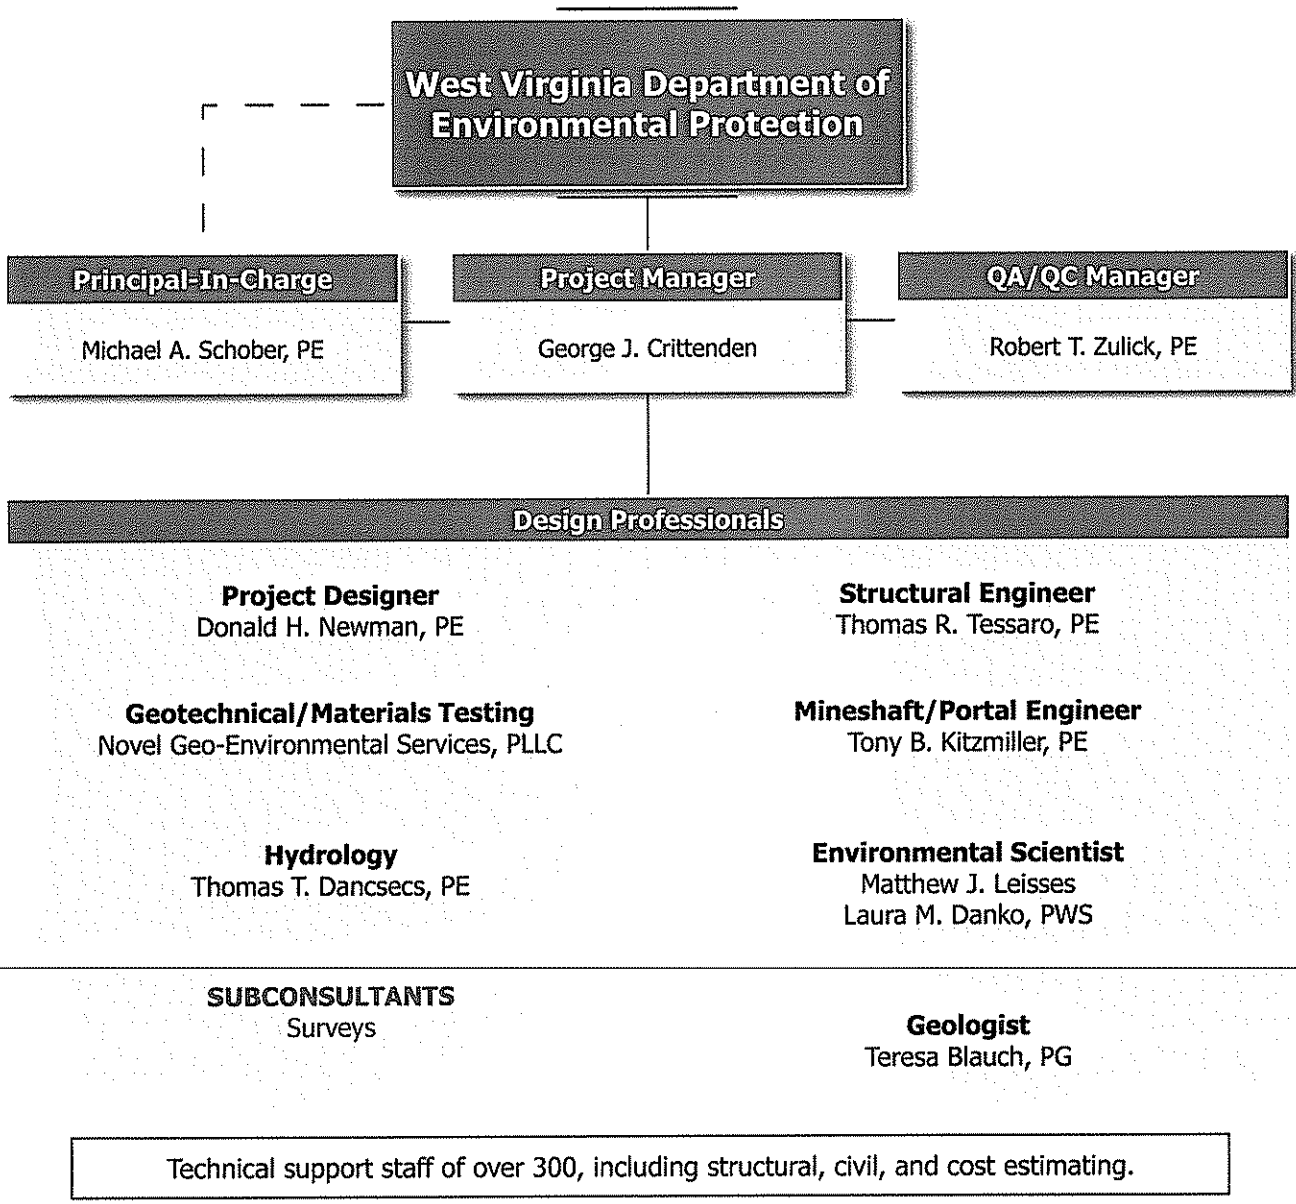 West Virginia Department of
Environmental Protection
Principal-In-Charge
Michael A. Schober, PE
Project Manager
George J. Crittenden
QA/QC Manager
Robert T. Zulick, PE
Design Professionals
Project Designer
Donald H. Newman, PE
Structural Engineer
Thomas R. Tessaro, PE
Geotechnical/Materials Testing
Novel Geo-Environmental Services, PLLC
Mineshaft/Portal Engineer
Tony B. Kitzmiller, PE
Hydrology
Thomas T. Dancsecs, PE
Environmental Scientist
Matthew J. Leisses
Laura M. Danko, PWS
SUBCONSULTANTS
Surveys
Geologist
Teresa Blauch, PG
Technical support staff of over 300, including structural, civil, and cost estimating.